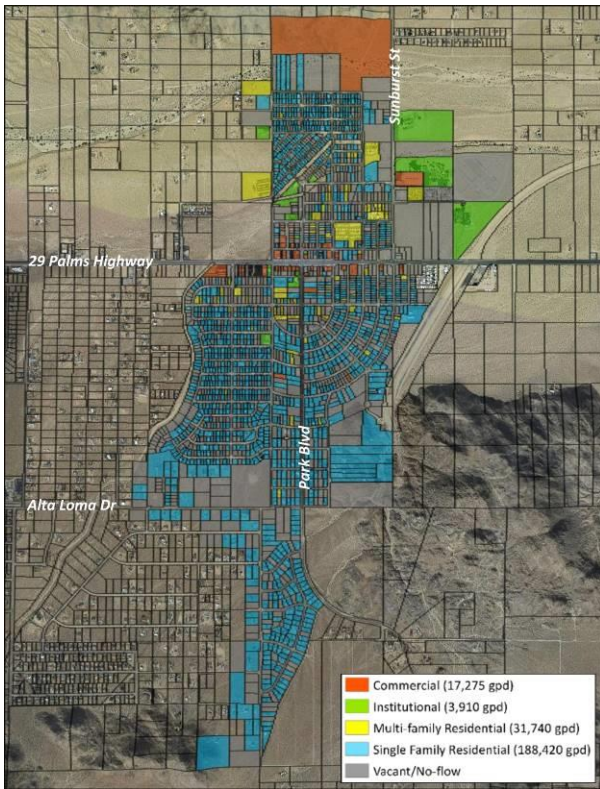 Sunburst St
29 Palms Highway
Park Blvd
Alta Loma Dr
Commercial (17,275 gpd)
Institutional (3,910 gpd)
Multi-family Residential (31,740 gpd)
Single Family Residential (188,420 gpd)
Vacant/No-flow